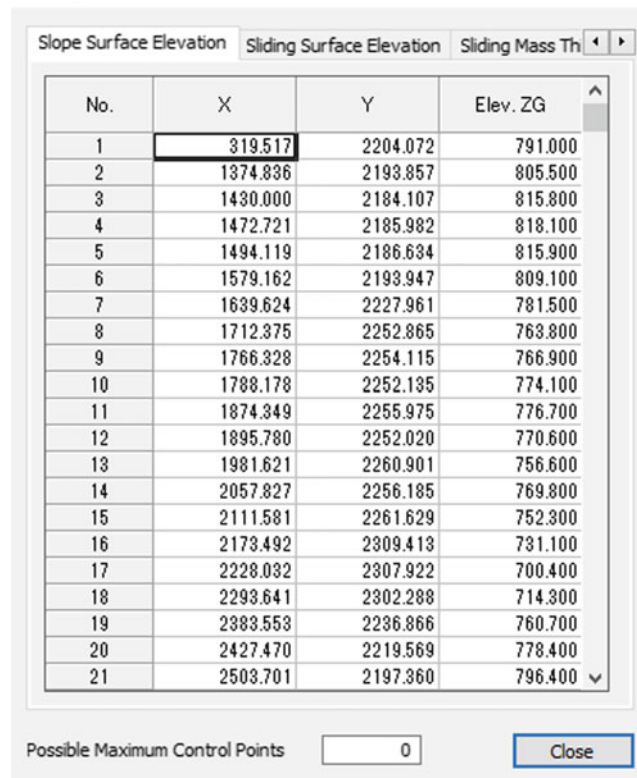 Slope Surface Elevation Sliding Surface Elevation Sliding Mass Thi
No. X Y Elev. ZG
1 319.517 2204.072 791.000
2 1374.836 2193.857 805.500
3 1430.000 2184.107 815.800
4 1472.721 2185.982 818.100
5 1494.119 2186.634 815.900
6 1579.162 2193.947 809.100
7 1639.624 2227.961 781.500
8 1712.375 2252.865 763.800
9 1766.328 2254.115 766.900
10 1788.178 2252.135 774.100
11 1874.349 2255.975 776.700
12 1895.780 2252.020 770.600
13 1981.621 2260.901 756.600
14 2057.827 2256.185 769.800
15 2111.581 2261.629 752.300
16 2173.492 2309.413 731.100
17 2228.032 2307.922 700.400
18 2293.641 2302.288 714.300
19 2383.553 2236.866 760.700
20 2427.470 2219.569 778.400
21 2503.701 2197.360 796.400
Possible Maximum Control Points 0 Close